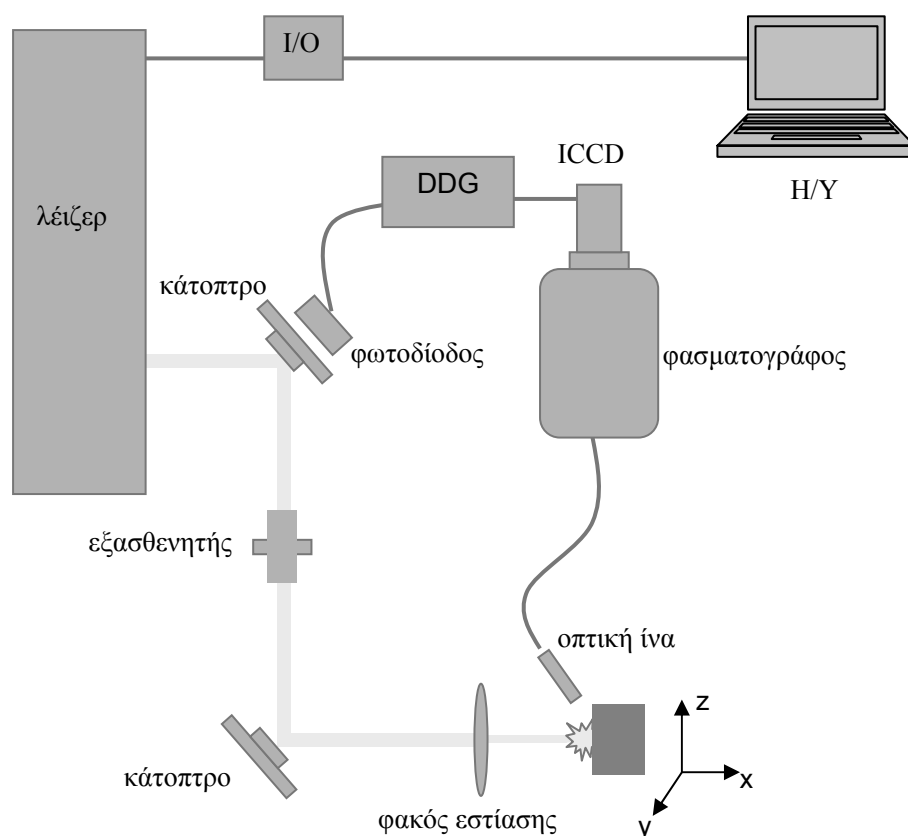 I/O
ICCD
H/Y
DDG
λέιζερ
κάτοπτρο
φωτοδίοδος
φασματογράφος
εξασθενητής
οπτική ίνα
z
x
y
κάτοπτρο
φακός εστίασης